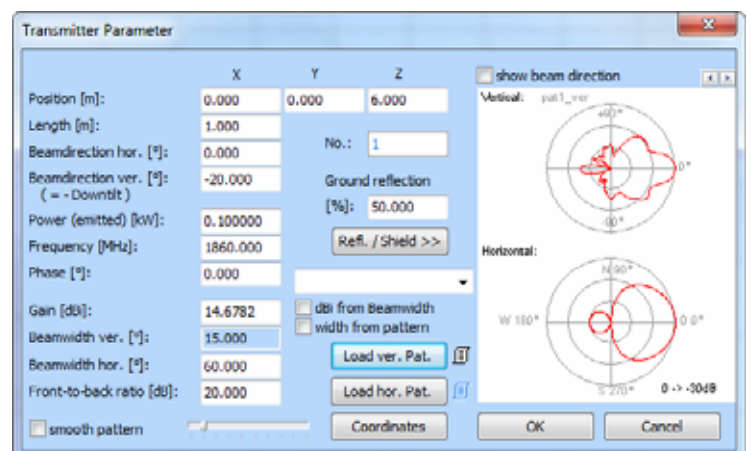 Transmitter Parameter
X Y Z
show beam direction
Position [m]: 0.000 0.000 6.000
Vertical: pat1_ver
+90°
Length [m]: 1.000
No.: 1
Beamdirection hor. [°]: 0.000
0°
Beamdirection ver. [°]: -20.000
( = - Downtilt )
Ground reflection
[%]: 50.000
-90°
Power (emitted) [kW]: 0.100000
Frequency [MHz]: 1860.000
Refl. / Shield >>
Horizontal:
Phase [°]: 0.000
N 90°
Gain [dBi]: 14.6782
dBi from Beamwidth
W 180°
0 0°
Beamwidth ver. [°]: 15.000
width from pattern
Load ver. Pat.
Beamwidth hor. [°]: 60.000
Front-to-back ratio [dB]: 20.000
Load hor. Pat.
S 270°
0 -> -30dB
smooth pattern
Coordinates
OK
Cancel